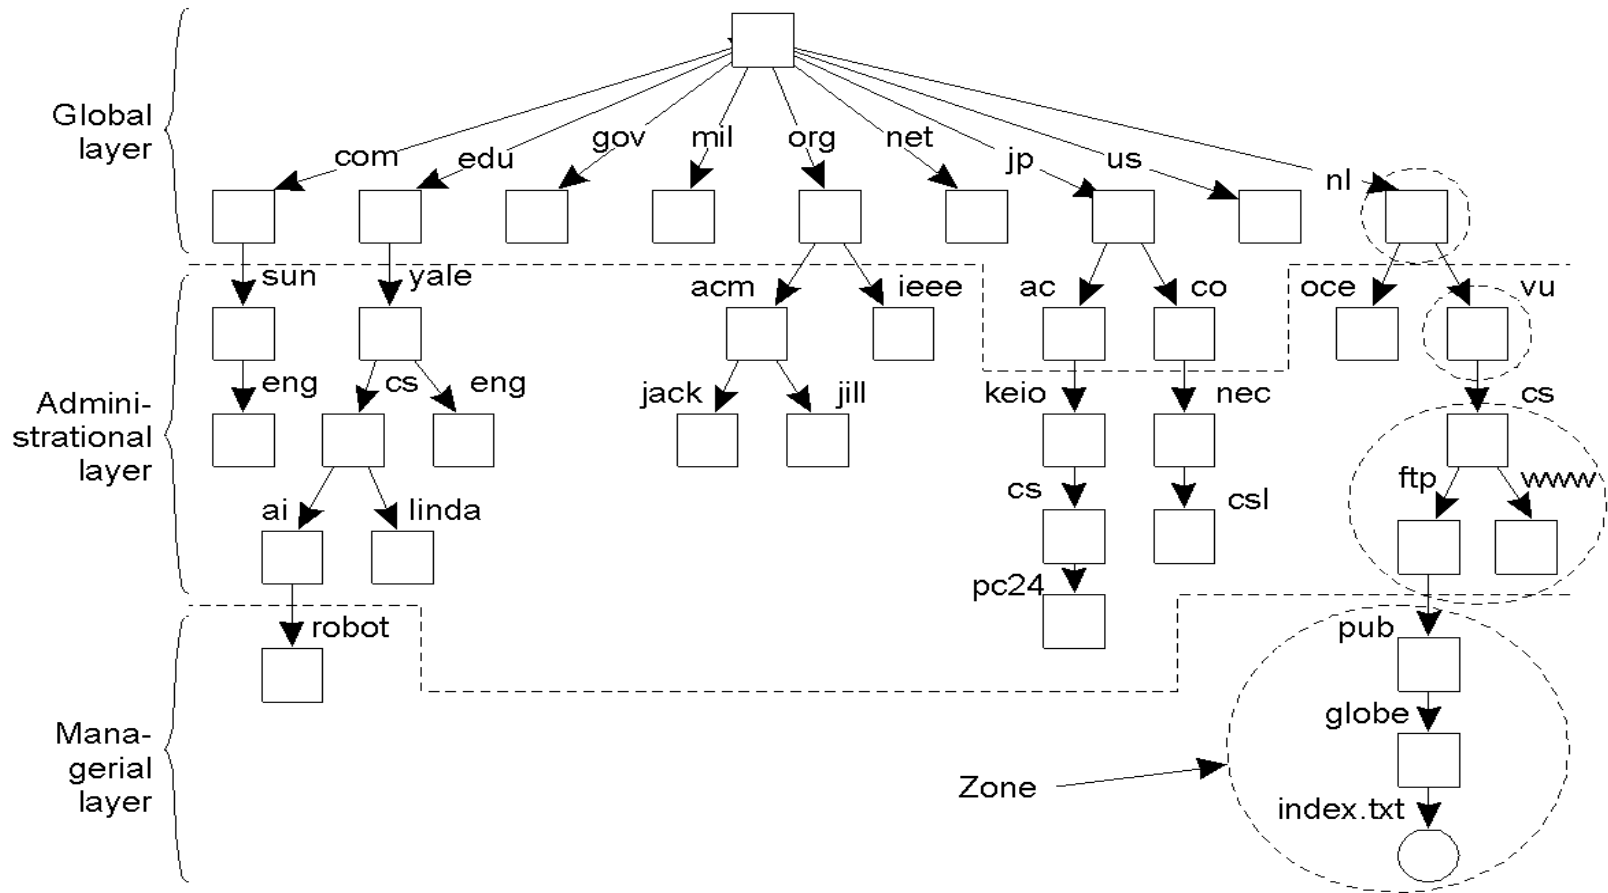 Global
layer
com edu gov mil org net jp us nl
sun yale acm ieee ac co oce vu
Admini-
strational
layer
eng cs eng jack jill keio nec cs
ai linda cs csl ftp www
pc24
robot pub
Mana-
gerial
layer
globe
Zone
index.txt